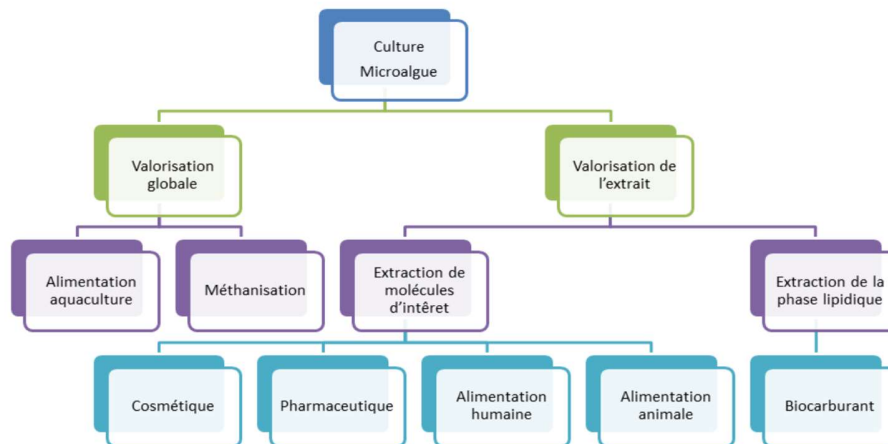 Culture
Microalgue
Valorisation
globale
Valorisation de
l'extrait
Alimentation
aquaculture
Méthanisation
Extraction de
molécules
d'intêret
Extraction de la
phase lipidique
Cosmétique
Pharmaceutique
Alimentation
humaine
Alimentation
animale
Biocarburant